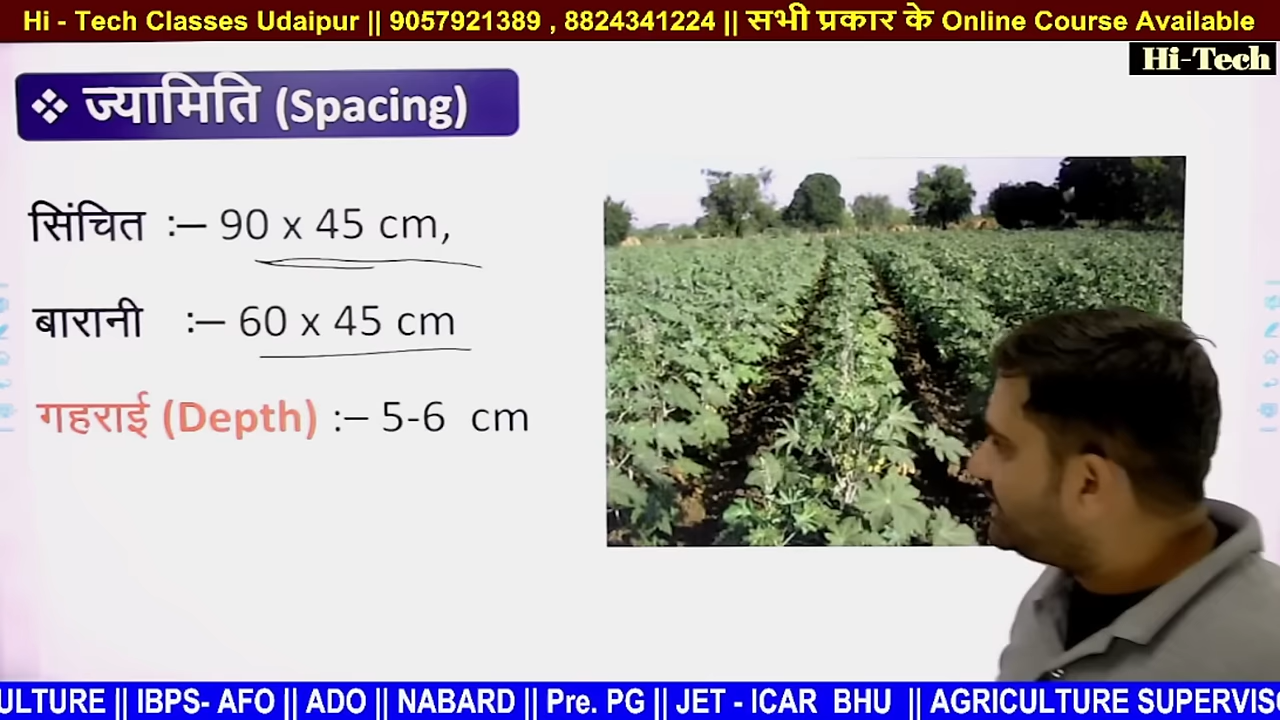 Hi - Tech Classes Udaipur || 9057921389 , 8824341224 || सभी प्रकार के Online Course Available
Hi-Tech
❖ ज्यामिति (Spacing)
सिंचित :– 90 x 45 cm,
बारानी :– 60 x 45 cm
गहराई (Depth) :– 5-6 cm
ULTURE || IBPS- AFO || ADO || NABARD || Pre. PG || JET - ICAR BHU || AGRICULTURE SUPERVIS